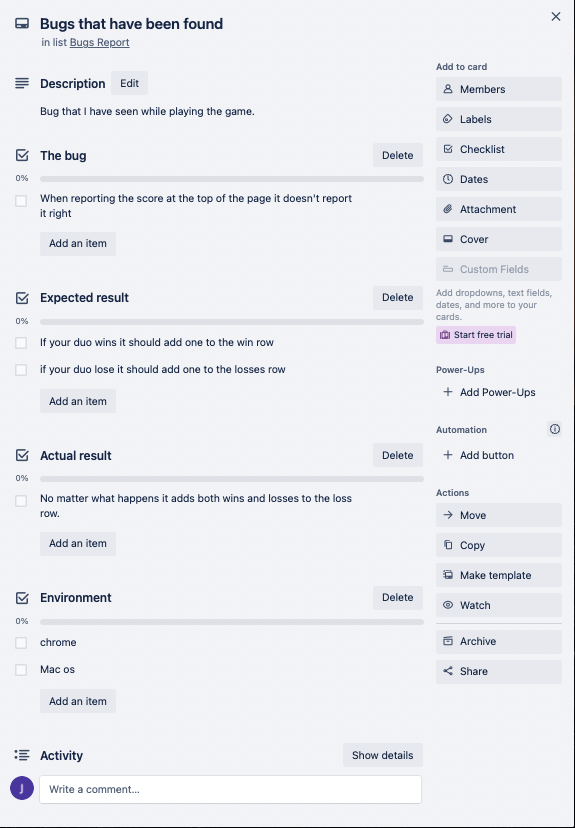 Bugs that have been found
in list Bugs Report
Description
Edit
Bug that I have seen while playing the game.
The bug
Delete
0%
When reporting the score at the top of the page it doesn't report
it right
Add an item
Expected result
Delete
0%
If your duo wins it should add one to the win row
if your duo lose it should add one to the losses row
Add an item
Actual result
Delete
0%
No matter what happens it adds both wins and losses to the loss
row.
Add an item
Environment
Delete
0%
chrome
Mac os
Add an item
Activity
Show details
J
Write a comment...
Add to card
Members
Labels
Checklist
Dates
Attachment
Cover
Custom Fields
Add dropdowns, text fields,
dates, and more to your
cards.
Start free trial
Power-Ups
Add Power-Ups
Automation
Add button
Actions
Move
Copy
Make template
Watch
Archive
Share